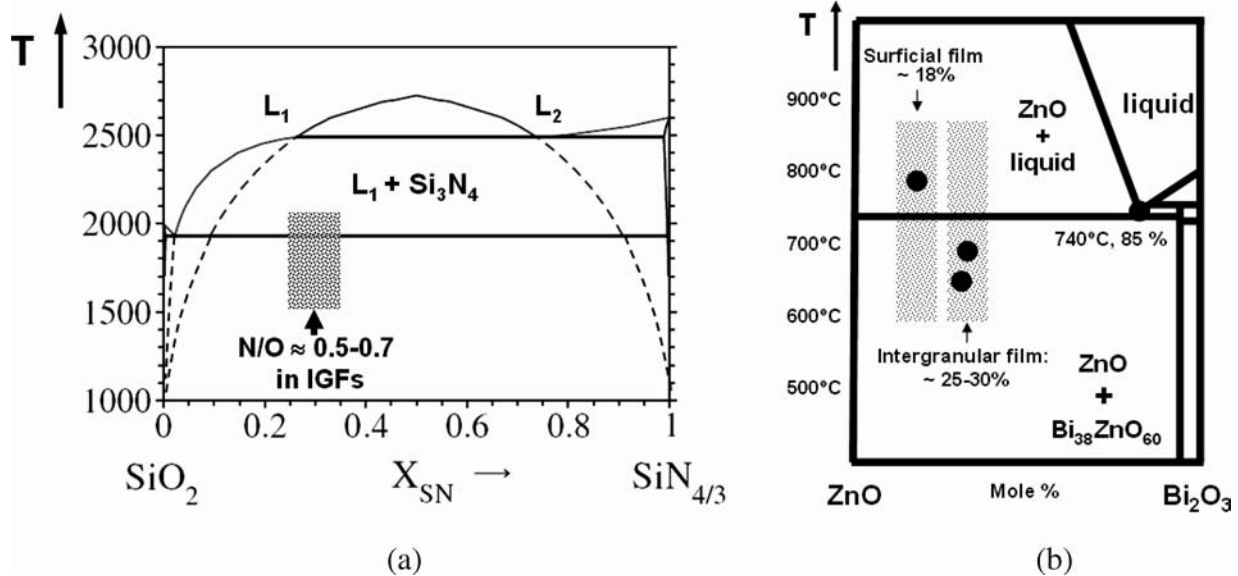 T
3000
2500
2000
1500
1000
L₁
L₂
L₁ + Si₃N₄
N/O ≈ 0.5-0.7
in IGFs
0
0.2
0.4
0.6
0.8
1
SiO₂
X_SN →
SiN_4/3
(a)
T
900°C
800°C
700°C
600°C
500°C
Surficial film
~ 18%
ZnO
+
liquid
liquid
740°C, 85 %
Intergranular film:
~ 25-30%
ZnO
+
Bi₃₈ZnO₆₀
ZnO
Mole %
Bi₂O₃
(b)